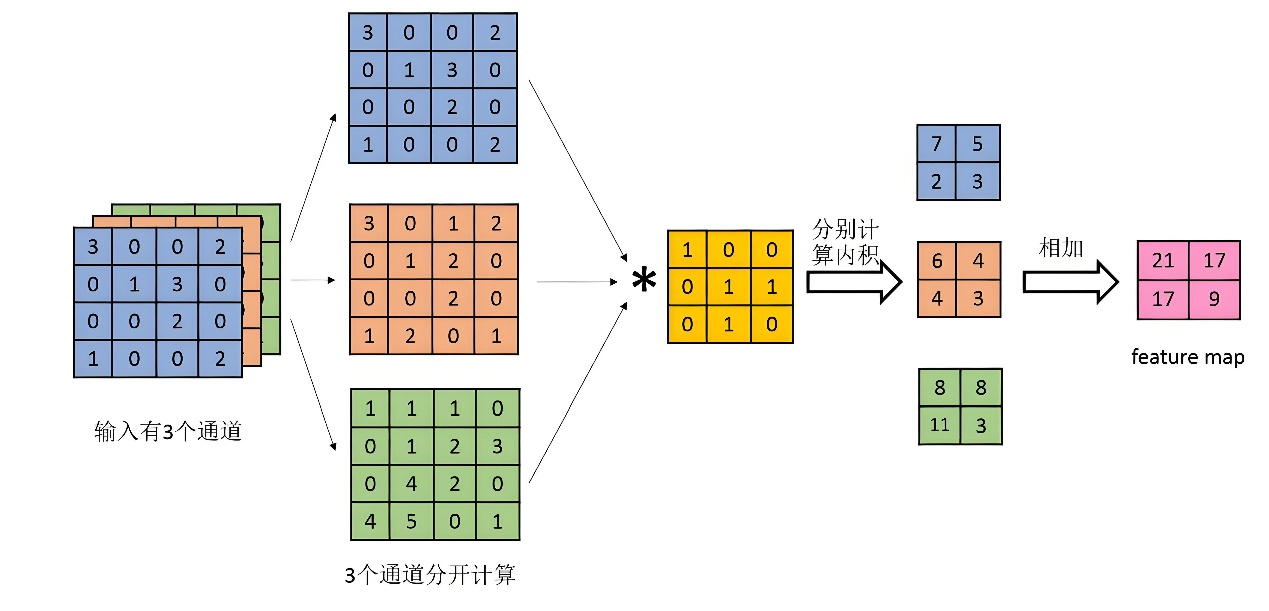 3 0 0 2
0 1 3 0
0 0 2 0
1 0 0 2
输入有3个通道
3 0 0 2
0 1 3 0
0 0 2 0
1 0 0 2
3 0 1 2
0 1 2 0
0 0 2 0
1 2 0 1
1 1 1 0
0 1 2 3
0 4 2 0
4 5 0 1
3个通道分开计算
*
1 0 0
0 1 1
0 1 0
分别计
算内积
7 5
2 3
6 4
4 3
8 8
11 3
相加
21 17
17 9
feature map